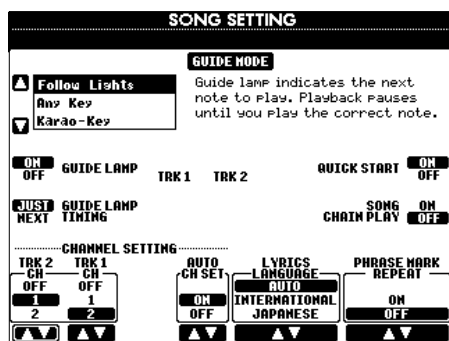 SONG SETTING
GUIDE MODE
Follow Lights
Any Key
Karao-Key
Guide lamp indicates the next
note to play. Playback pauses
until you play the correct note.
ON
OFF
GUIDE LAMP
TRK 1 TRK 2
QUICK START
ON
OFF
JUST
NEXT
GUIDE LAMP
TIMING
SONG
CHAIN PLAY
ON
OFF
CHANNEL SETTING
TRK 2
CH
OFF
1
2
TRK 1
CH
OFF
1
2
AUTO
CH SET
ON
OFF
LYRICS
LANGUAGE
AUTO
INTERNATIONAL
JAPANESE
PHRASE MARK
REPEAT
ON
OFF